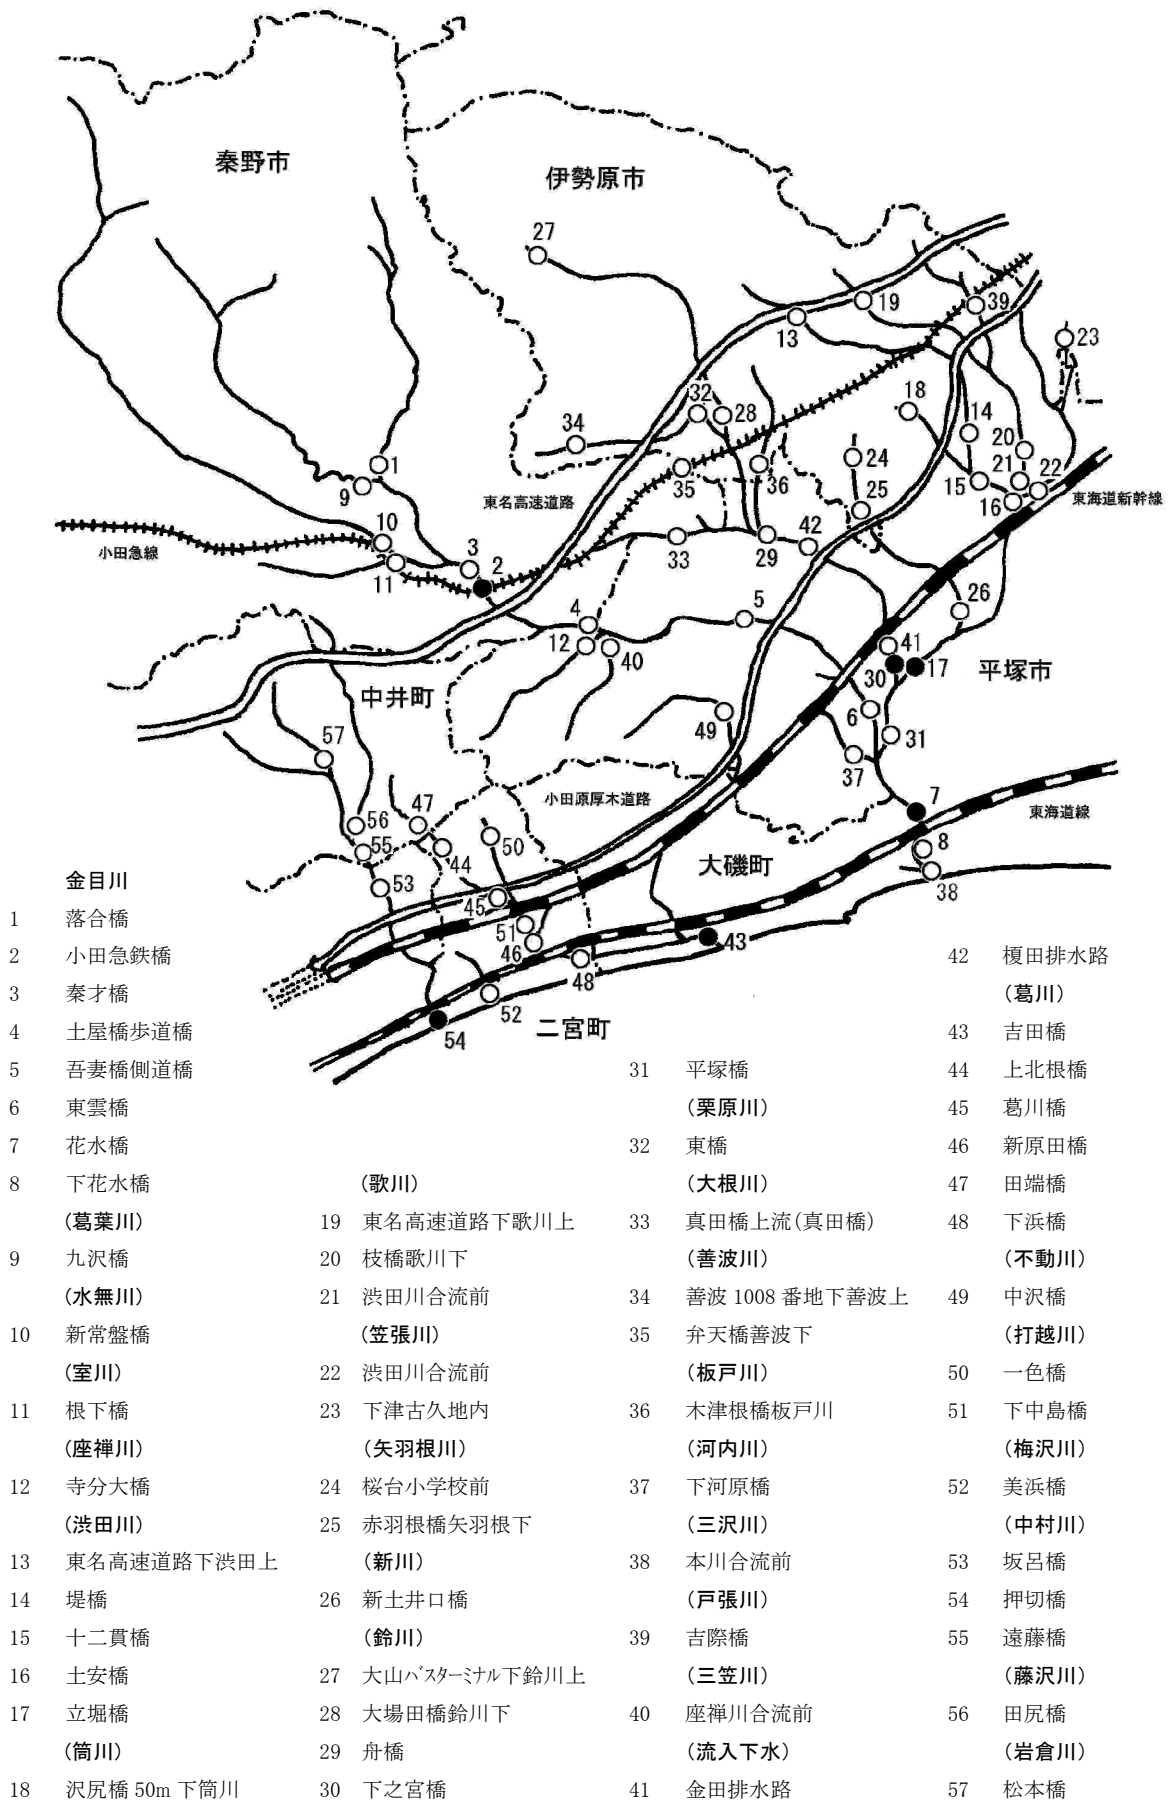 秦野市
伊勢原市
27
19
39
13
23
32
28
18
34
14
20
1
24
21
22
9
35
36
15
16
東名高速道路
25
東海道新幹線
10
42
小田急線
3
2
33
29
11
26
4
5
12
40
41
30
17
平塚市
中井町
49
6
31
57
37
小田原厚木道路
7
東海道線
56
47
50
8
55
44
大磯町
38
53
45
51
46
43
48
52
二宮町
54
金目川
1 落合橋
2 小田急鉄橋
3 秦才橋
4 土屋橋歩道橋
5 吾妻橋側道橋
6 東雲橋
7 花水橋
8 下花水橋
(葛葉川)
9 九沢橋
(水無川)
10 新常盤橋
(室川)
11 根下橋
(座禅川)
12 寺分大橋
(渋田川)
13 東名高速道路下渋田上
14 堤橋
15 十二貫橋
16 土安橋
17 立堀橋
(筒川)
18 沢尻橋 50m 下筒川
(歌川)
19 東名高速道路下歌川上
20 枝橋歌川下
21 渋田川合流前
(笠張川)
22 渋田川合流前
23 下津古久地内
(矢羽根川)
24 桜台小学校前
25 赤羽根橋矢羽根下
(新川)
26 新土井口橋
(鈴川)
27 大山ﾊﾞｽﾀｰﾐﾅﾙ下鈴川上
28 大場田橋鈴川下
29 舟橋
30 下之宮橋
31 平塚橋
(栗原川)
32 東橋
(大根川)
33 真田橋上流(真田橋)
(善波川)
34 善波 1008 番地下善波上
35 弁天橋善波下
(板戸川)
36 木津根橋板戸川
(河内川)
37 下河原橋
(三沢川)
38 本川合流前
(戸張川)
39 吉際橋
(三笠川)
40 座禅川合流前
(流入下水)
41 金田排水路
42 榎田排水路
(葛川)
43 吉田橋
44 上北根橋
45 葛川橋
46 新原田橋
47 田端橋
48 下浜橋
(不動川)
49 中沢橋
(打越川)
50 一色橋
51 下中島橋
(梅沢川)
52 美浜橋
(中村川)
53 坂呂橋
54 押切橋
55 遠藤橋
(藤沢川)
56 田尻橋
(岩倉川)
57 松本橋